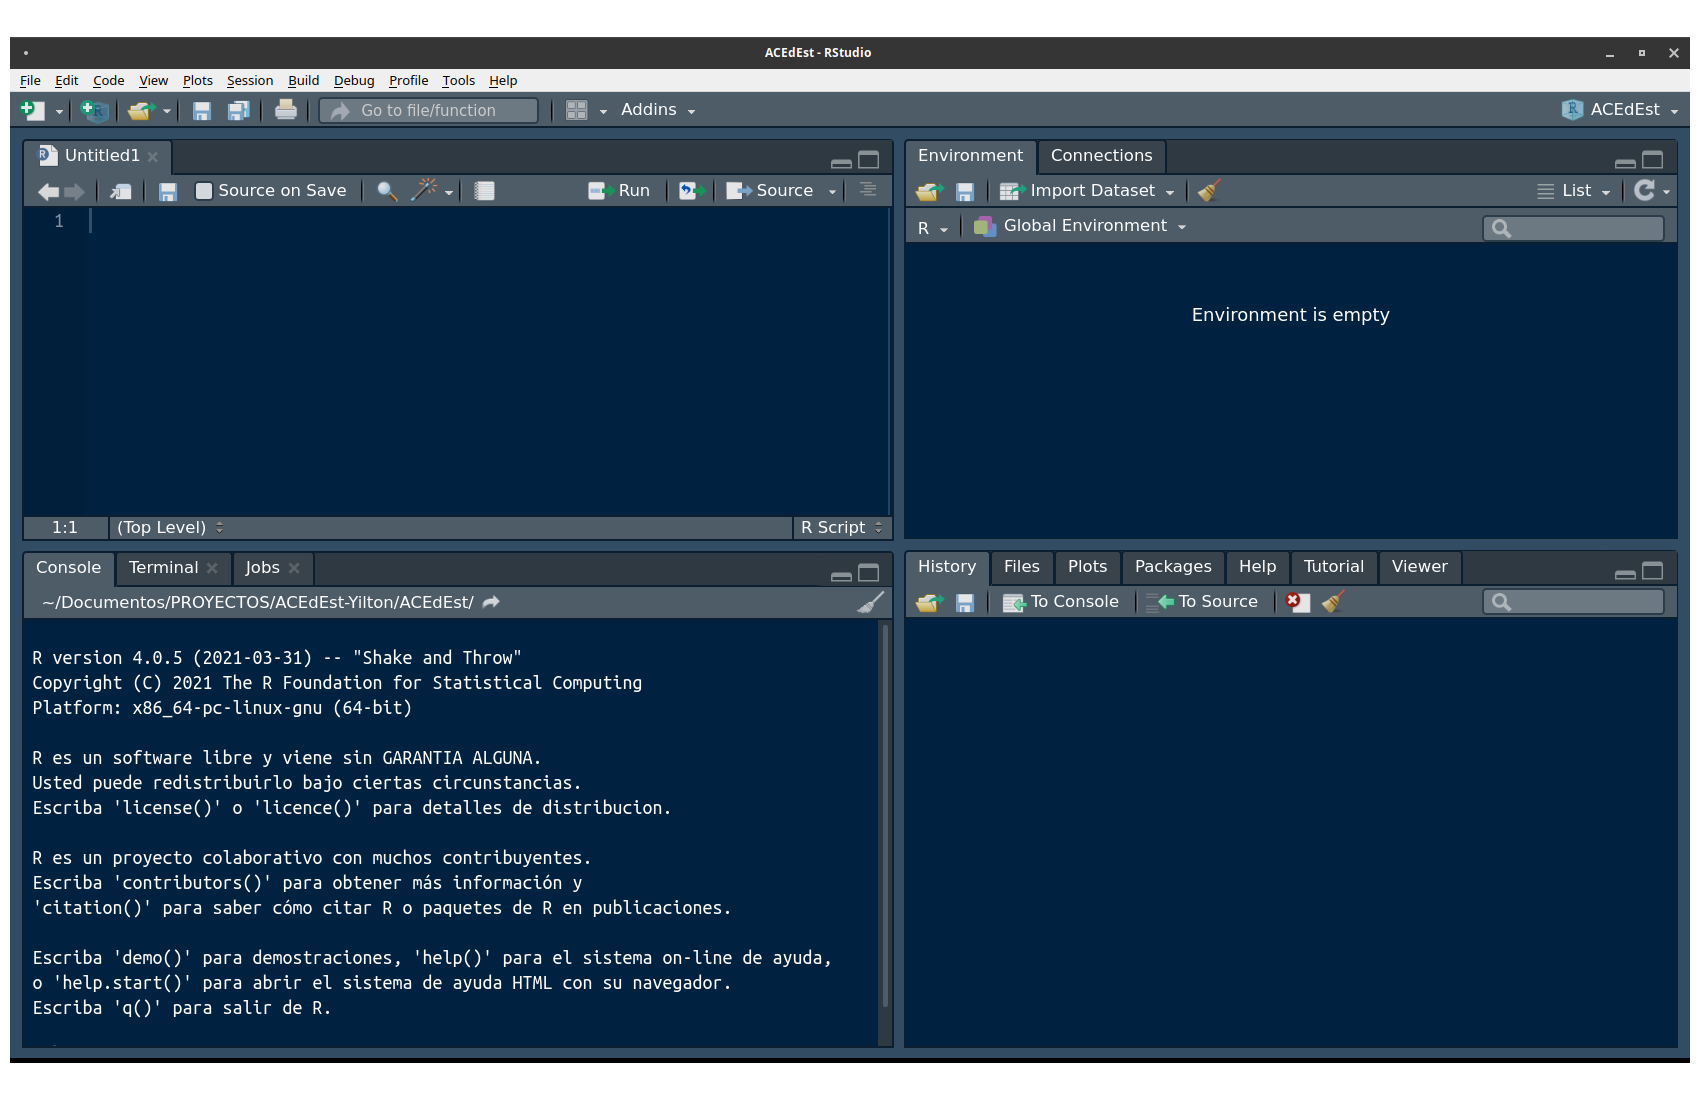 ACEdEst - RStudio
File Edit Code View Plots Session Build Debug Profile Tools Help
Go to file/function Addins ACEdEst
Untitled1
Source on Save Run Source
1
1:1 (Top Level) R Script
Environment Connections
Import Dataset List
R Global Environment
Environment is empty
Console Terminal Jobs
~/Documentos/PROYECTOS/ACEdEst-Yilton/ACEdEst/
R version 4.0.5 (2021-03-31) -- "Shake and Throw"
Copyright (C) 2021 The R Foundation for Statistical Computing
Platform: x86_64-pc-linux-gnu (64-bit)
R es un software libre y viene sin GARANTIA ALGUNA.
Usted puede redistribuirlo bajo ciertas circunstancias.
Escriba 'license()' o 'licence()' para detalles de distribucion.
R es un proyecto colaborativo con muchos contribuyentes.
Escriba 'contributors()' para obtener más información y
'citation()' para saber cómo citar R o paquetes de R en publicaciones.
Escriba 'demo()' para demostraciones, 'help()' para el sistema on-line de ayuda,
o 'help.start()' para abrir el sistema de ayuda HTML con su navegador.
Escriba 'q()' para salir de R.
History Files Plots Packages Help Tutorial Viewer
To Console To Source